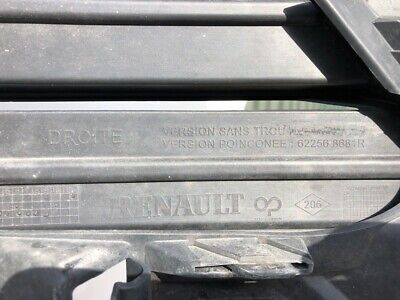 DROITE
VERSION SANS TROU
VERSION POINCONEE : 62256 8661R
RENAULT
206